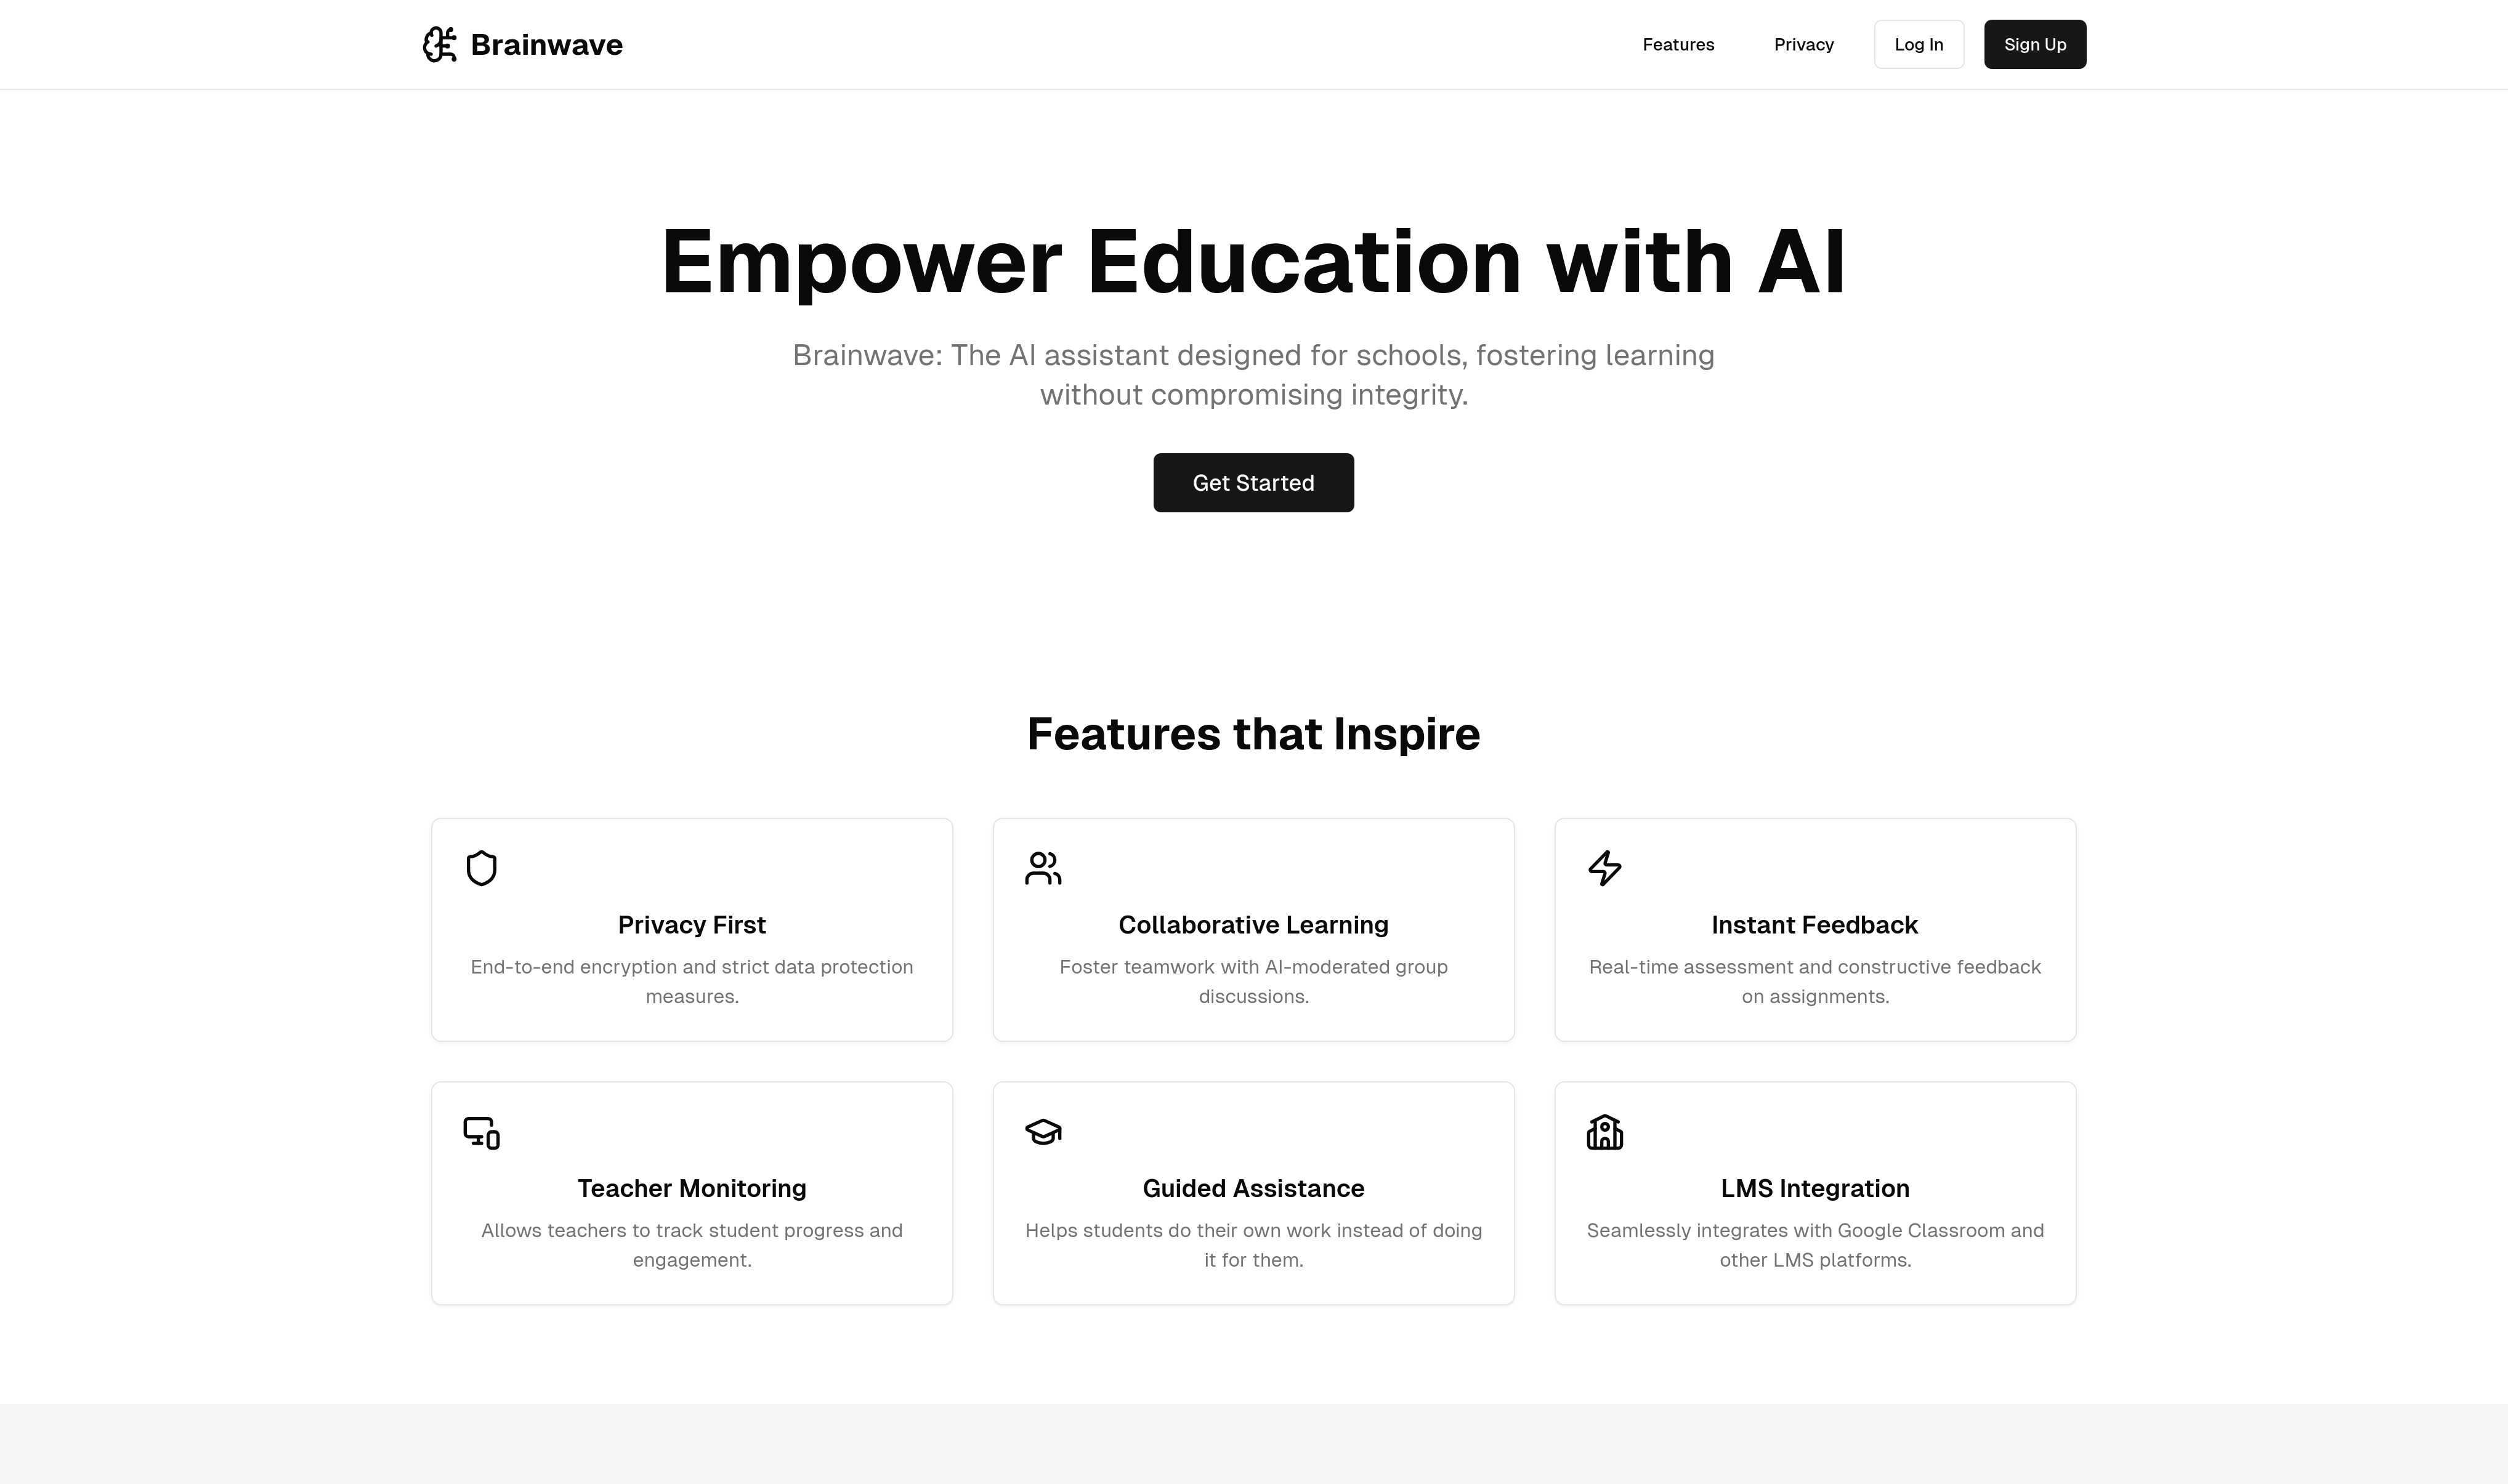 Brainwave
Features
Privacy
Log In
Sign Up
Empower Education with AI
Brainwave: The AI assistant designed for schools, fostering learning
without compromising integrity.
Get Started
Features that Inspire
Privacy First
End-to-end encryption and strict data protection
measures.
Collaborative Learning
Foster teamwork with AI-moderated group
discussions.
Instant Feedback
Real-time assessment and constructive feedback
on assignments.
Teacher Monitoring
Allows teachers to track student progress and
engagement.
Guided Assistance
Helps students do their own work instead of doing
it for them.
LMS Integration
Seamlessly integrates with Google Classroom and
other LMS platforms.